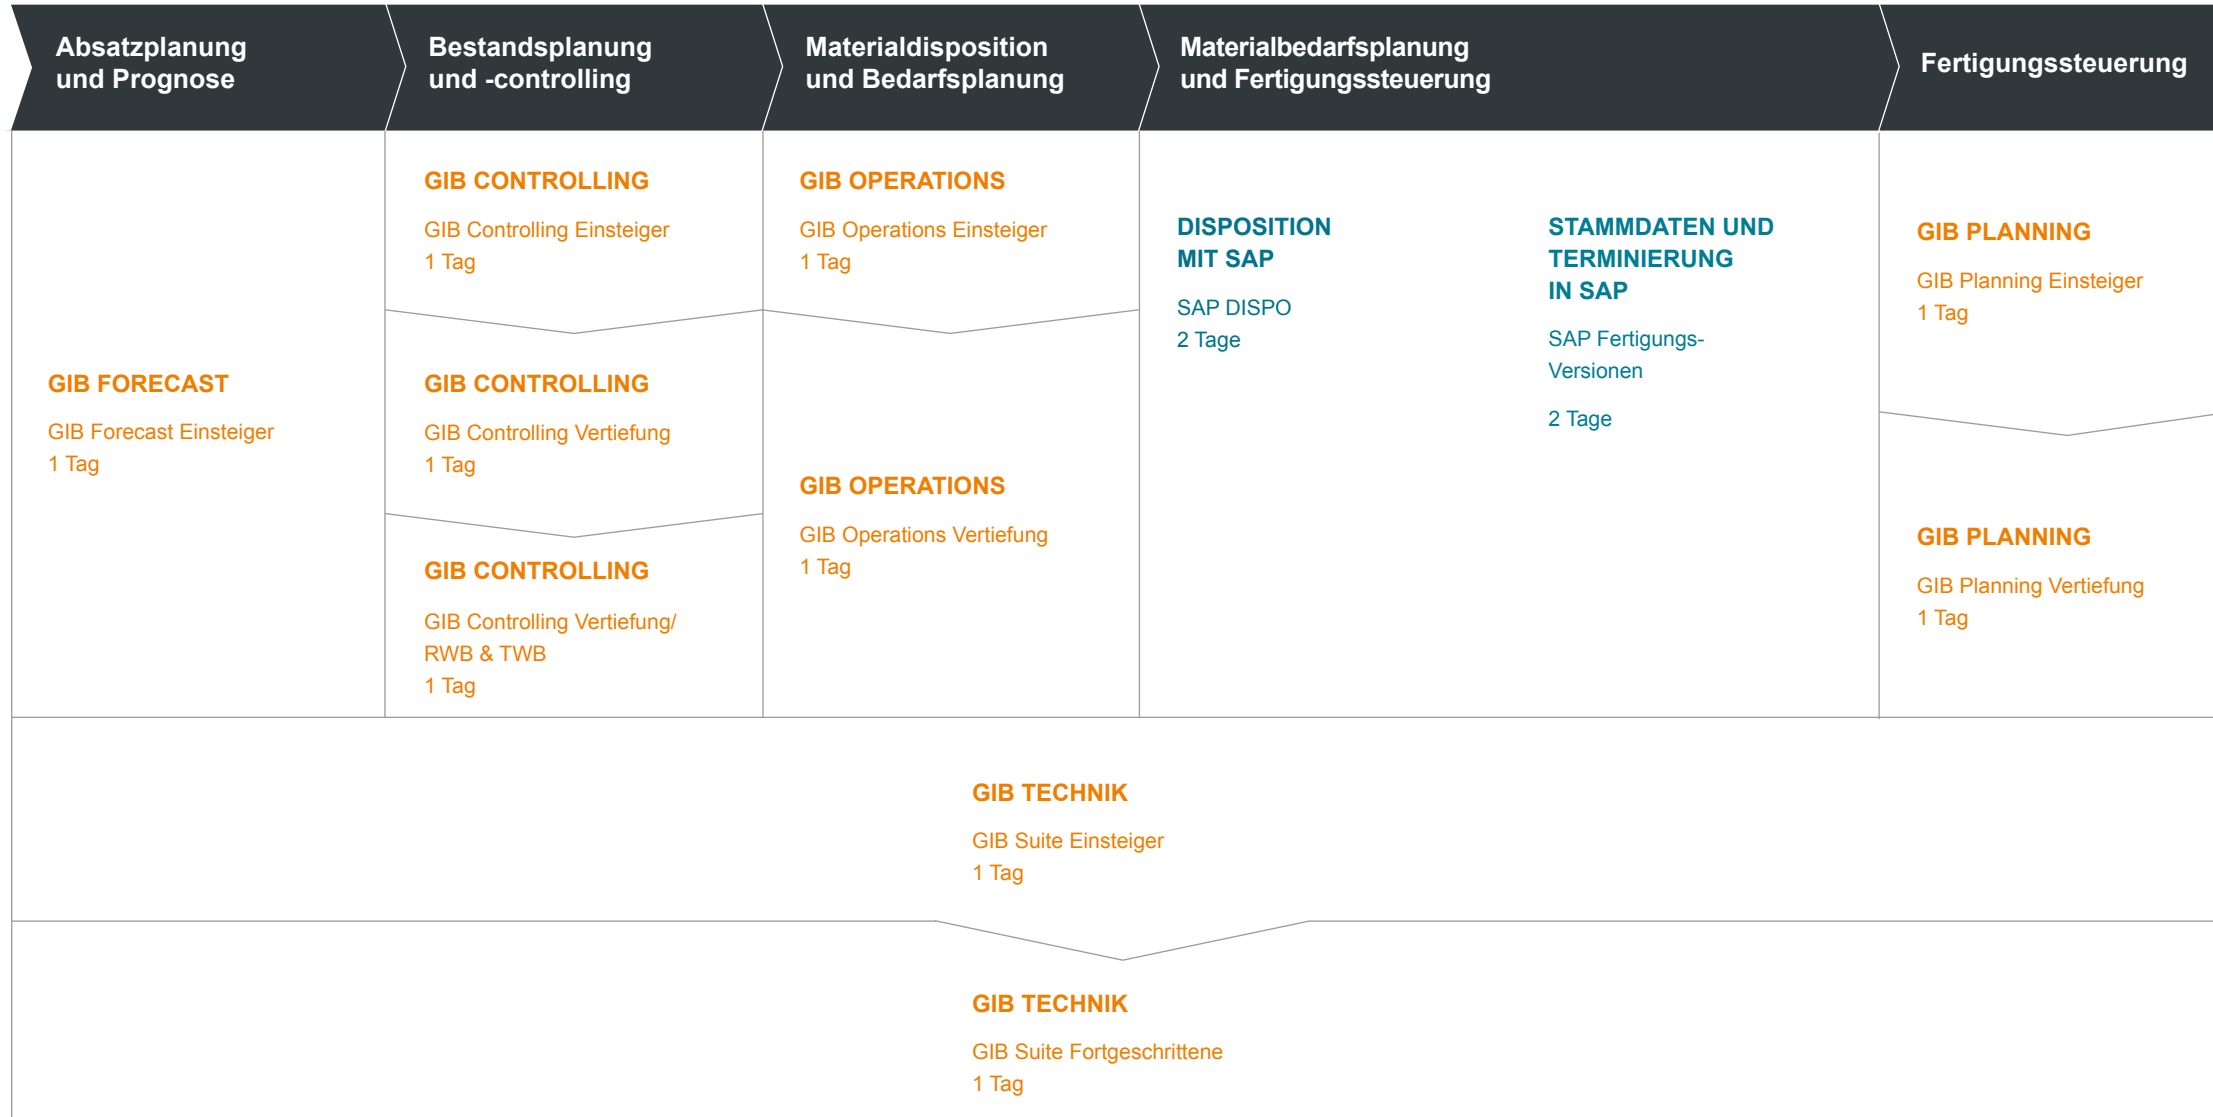 Absatzplanung
und Prognose
Bestandsplanung
und -controlling
Materialdisposition
und Bedarfsplanung
Materialbedarfsplanung
und Fertigungssteuerung
Fertigungssteuerung
GIB FORECAST
GIB Forecast Einsteiger
1 Tag
GIB CONTROLLING
GIB Controlling Einsteiger
1 Tag
GIB CONTROLLING
GIB Controlling Vertiefung
1 Tag
GIB CONTROLLING
GIB Controlling Vertiefung/
RWB & TWB
1 Tag
GIB OPERATIONS
GIB Operations Einsteiger
1 Tag
GIB OPERATIONS
GIB Operations Vertiefung
1 Tag
DISPOSITION
MIT SAP
SAP DISPO
2 Tage
STAMMDATEN UND
TERMINIERUNG
IN SAP
SAP Fertigungs-
Versionen
2 Tage
GIB PLANNING
GIB Planning Einsteiger
1 Tag
GIB PLANNING
GIB Planning Vertiefung
1 Tag
GIB TECHNIK
GIB Suite Einsteiger
1 Tag
GIB TECHNIK
GIB Suite Fortgeschrittene
1 Tag